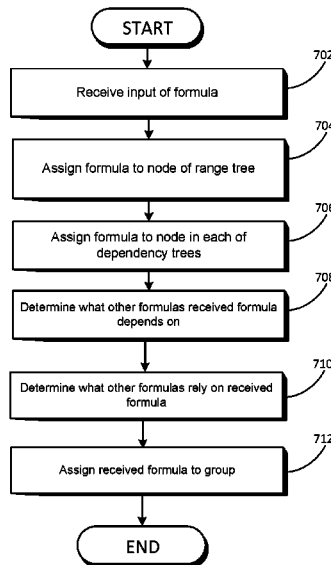 START
702
Receive input of formula
704
Assign formula to node of range tree
706
Assign formula to node in each of
dependency trees
708
Determine what other formulas received formula
depends on
710
Determine what other formulas rely on received
formula
712
Assign received formula to group
END